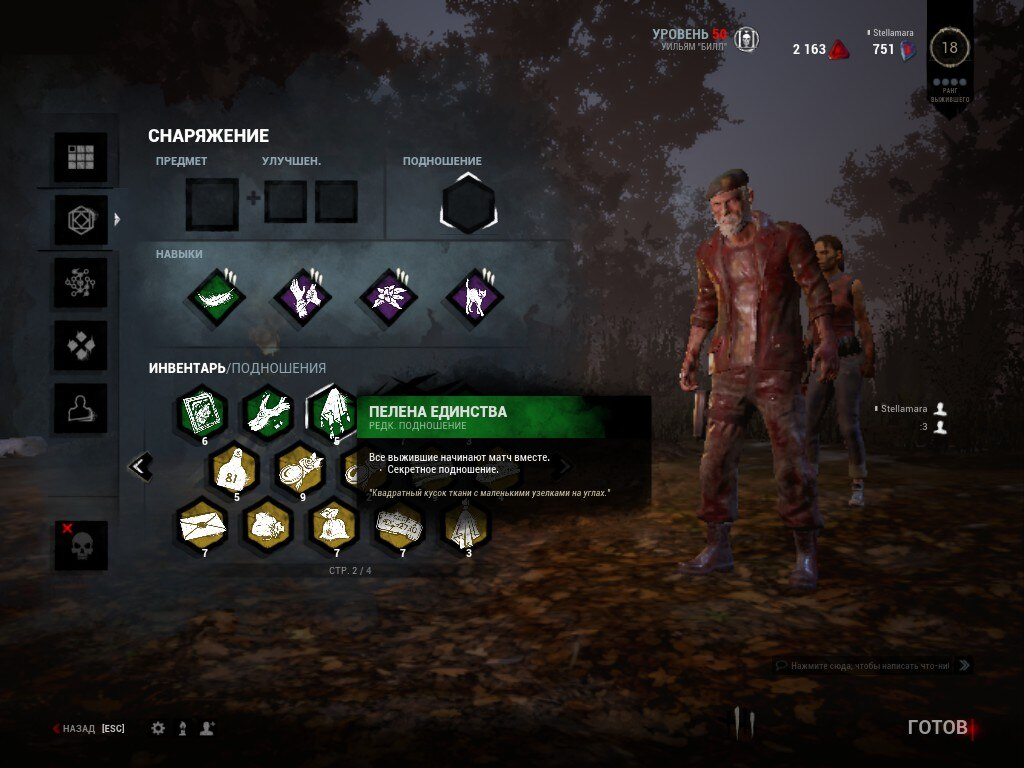 УРОВЕНЬ 50
УИЛЬЯМ "БИЛЛ"
2 163
Stellamara
751
18
РАНГ
ВЫЖИВШЕГО
СНАРЯЖЕНИЕ
ПРЕДМЕТ
УЛУЧШЕН.
ПОДНОШЕНИЕ
НАВЫКИ
ИНВЕНТАРЬ/ПОДНОШЕНИЯ
6
ПЕЛЕНА ЕДИНСТВА
РЕДК. ПОДНОШЕНИЕ
Все выжившие начинают матч вместе.
· Секретное подношение.
"Квадратный кусок ткани с маленькими узелками на углах."
81
5
9
7
7
7
3
СТР. 2 / 4
Stellamara
:3
Нажмите сюда, чтобы написать что-ни
НАЗАД [ESC]
ГОТОВ